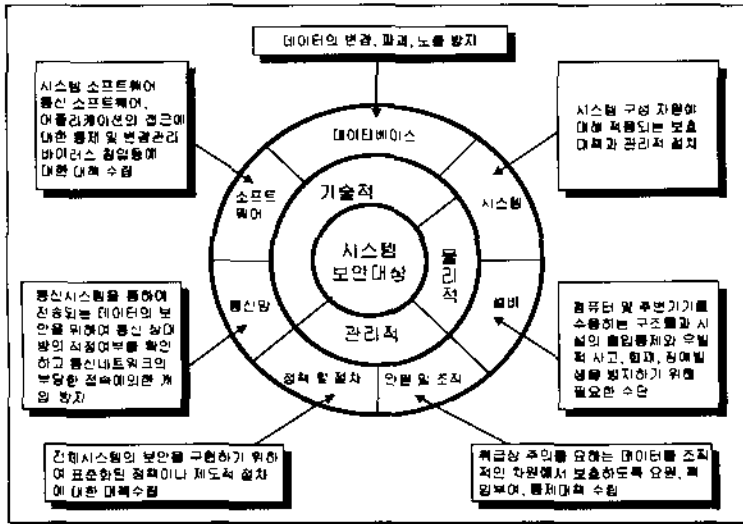 데이터의 변경, 파괴, 노출 방지
시스템 소프트웨어
통신 소프트웨어,
어플리케이션의 접근에
대한 통제 및 변경관리
바이러스 침입등에
대한 대책 수립
시스템 구성 자원에
대해 적용되는 보호
대책과 관리적 절차
데이타베이스
소프트
웨어
기술적
시스템
시스템
보안대상
물리적
통신망
설비
관리적
정책 및 절차
인원 및 조직
통신시스템을 통하여
전송되는 데이터의 보
안을 위하여 통신 상대
방의 적정여부를 확인
하고 통신네트워크의
부당한 접속에의한 개
입 방지
컴퓨터 및 주변기기를
수용하는 구조물과 시
설의 출입통제와 우발
적 사고, 화재, 장애발
생을 방지하기 위해
필요한 수단
전체시스템의 보안을 구현하기 위하
여 표준화된 정책이나 제도적 절차
에 대한 대책수립
취급상 주의를 요하는 데이터를 조직
적인 차원에서 보호하도록 요원, 책
임부여, 통제대책 수립